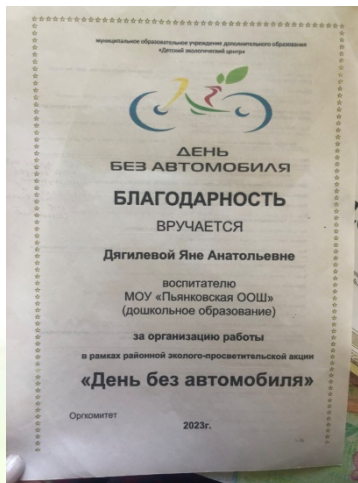 муниципальное образовательное учреждение дополнительного образования
«Детский экологический центр»
ДЕНЬ
БЕЗ АВТОМОБИЛЯ
БЛАГОДАРНОСТЬ
ВРУЧАЕТСЯ
Дягилевой Яне Анатольевне
воспитателю
МОУ «Пьянковская ООШ»
(дошкольное образование)
за организацию работы
в рамках районной эколого-просветительской акции
«День без автомобиля»
Оргкомитет
2023г.